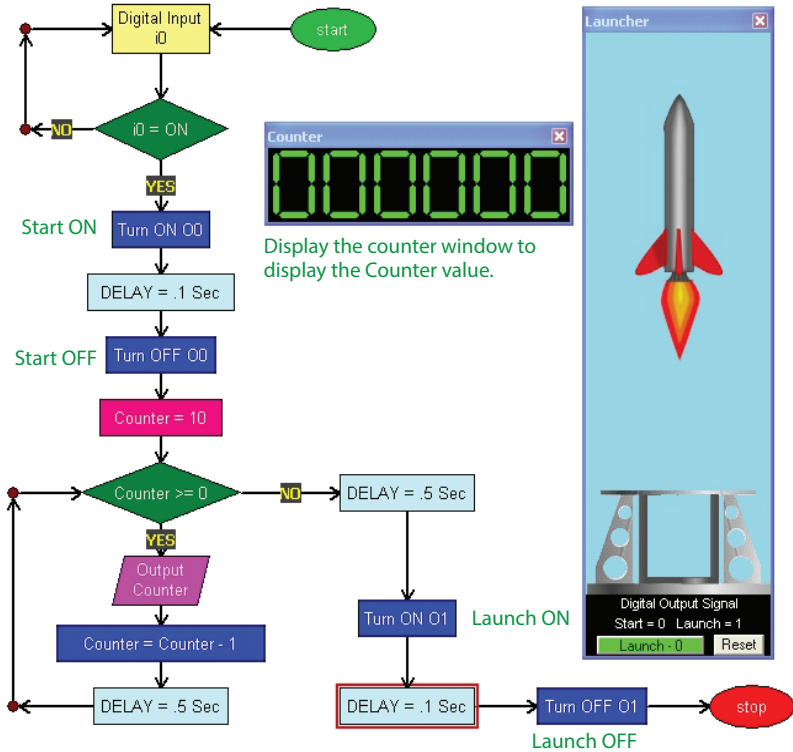 Digital Input
i0
start
i0 = ON
NO
YES
Start ON
Turn ON O0
DELAY = .1 Sec
Start OFF
Turn OFF O0
Counter = 10
Counter >= 0
NO
YES
Output
Counter
Counter = Counter - 1
DELAY = .5 Sec
DELAY = .5 Sec
Turn ON O1
Launch ON
DELAY = .1 Sec
Turn OFF O1
Launch OFF
stop
Counter
000000
Display the counter window to
display the Counter value.
Launcher
Digital Output Signal
Start = 0 Launch = 1
Launch - 0
Reset